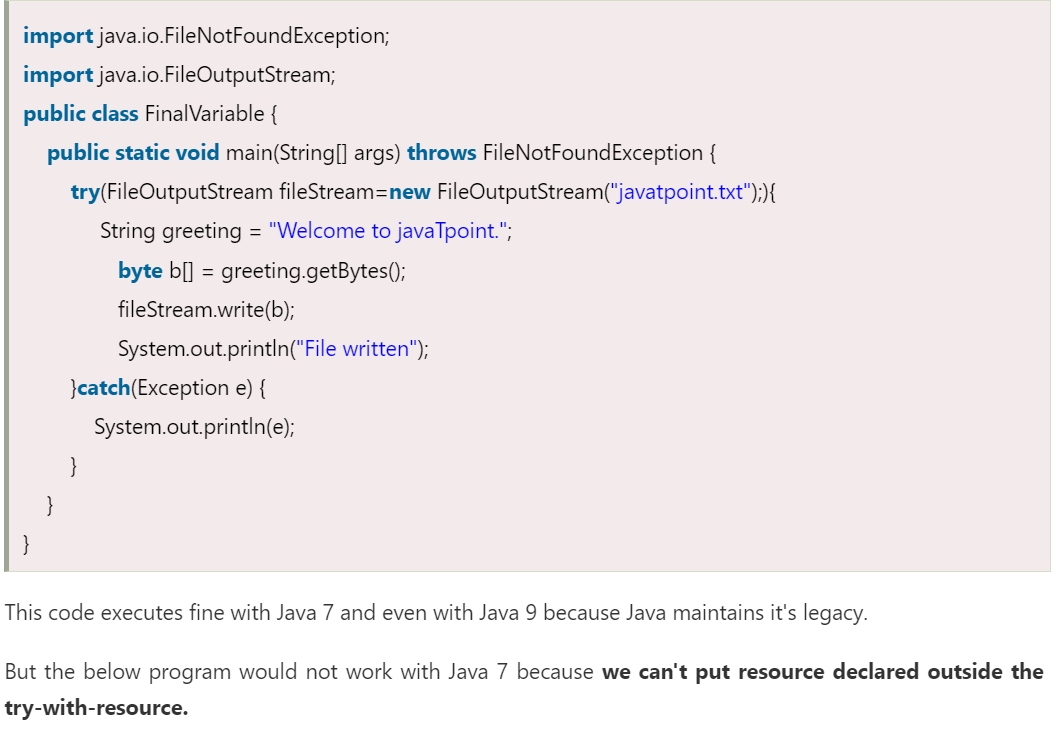 import java.io.FileNotFoundException;
import java.io.FileOutputStream;
public class FinalVariable {
public static void main(String[] args) throws FileNotFoundException {
try(FileOutputStream fileStream=new FileOutputStream("javatpoint.txt");){
String greeting = "Welcome to javaTpoint.";
byte b[] = greeting.getBytes();
fileStream.write(b);
System.out.println("File written");
}catch(Exception e) {
System.out.println(e);
}
}
}
This code executes fine with Java 7 and even with Java 9 because Java maintains it's legacy.
But the below program would not work with Java 7 because we can't put resource declared outside the
try-with-resource.